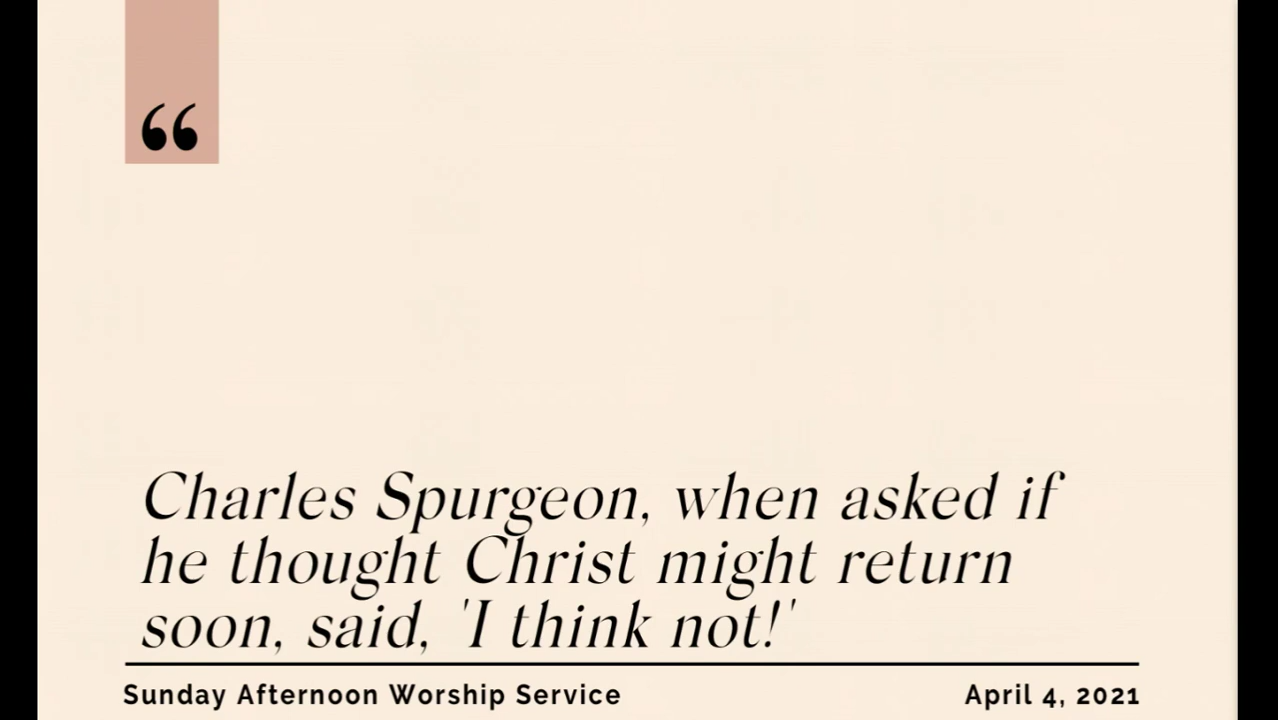 “
Charles Spurgeon, when asked if
he thought Christ might return
soon, said, 'I think not!'
Sunday Afternoon Worship Service April 4, 2021